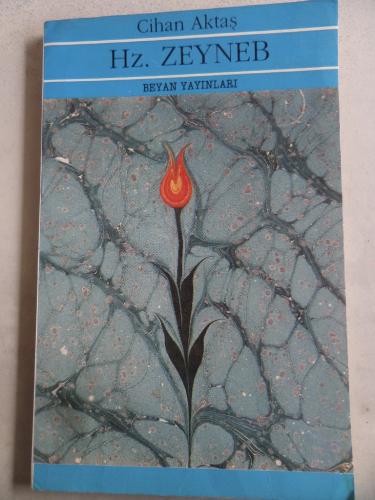 Cihan Aktaş
Hz. ZEYNEB
BEYAN YAYINLARI